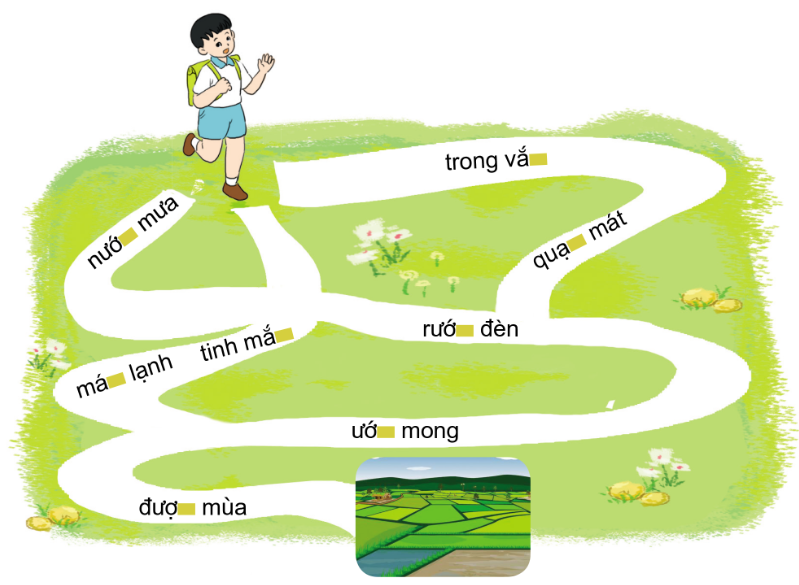 trong vắ
nướ mưa
quạ mát
rướ đèn
tinh mắ
má lạnh
ướ mong
đượ mùa